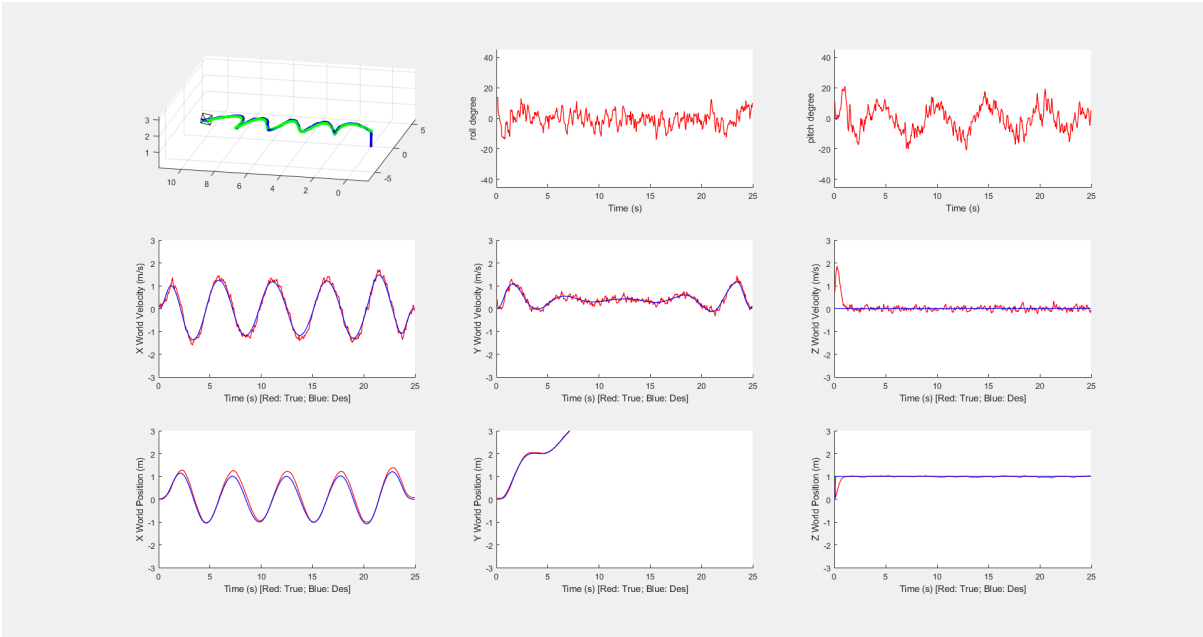 3
2
1
10
8
6
4
2
0
5
0
-5
roll degree
40
20
0
-20
-40
0 5 10 15 20 25
Time (s)
pitch degree
40
20
0
-20
-40
0 5 10 15 20 25
Time (s)
X World Velocity (m/s)
3
2
1
0
-1
-2
-3
0 5 10 15 20 25
Time (s) [Red: True; Blue: Des]
Y World Velocity (m/s)
3
2
1
0
-1
-2
-3
0 5 10 15 20 25
Time (s) [Red: True; Blue: Des]
Z World Velocity (m/s)
3
2
1
0
-1
-2
-3
0 5 10 15 20 25
Time (s) [Red: True; Blue: Des]
X World Position (m)
3
2
1
0
-1
-2
-3
0 5 10 15 20 25
Time (s) [Red: True; Blue: Des]
Y World Position (m)
3
2
1
0
-1
-2
-3
0 5 10 15 20 25
Time (s) [Red: True; Blue: Des]
Z World Position (m)
3
2
1
0
-1
-2
-3
0 5 10 15 20 25
Time (s) [Red: True; Blue: Des]